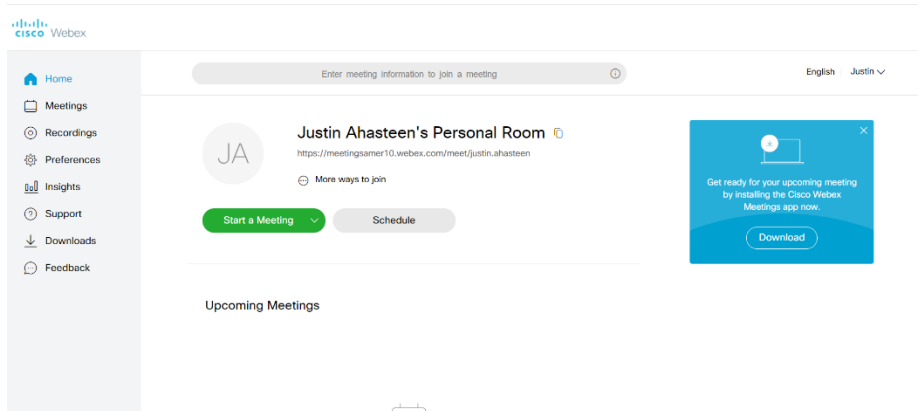 CISCO Webex
Home
Meetings
Recordings
Preferences
Insights
Support
Downloads
Feedback
Enter meeting information to join a meeting
English Justin
JA
Justin Ahasteen's Personal Room
https://meetingsamer10.webex.com/meet/justin.ahasteen
More ways to join
Start a Meeting
Schedule
Get ready for your upcoming meeting
by installing the Cisco Webex
Meetings app now.
Download
Upcoming Meetings